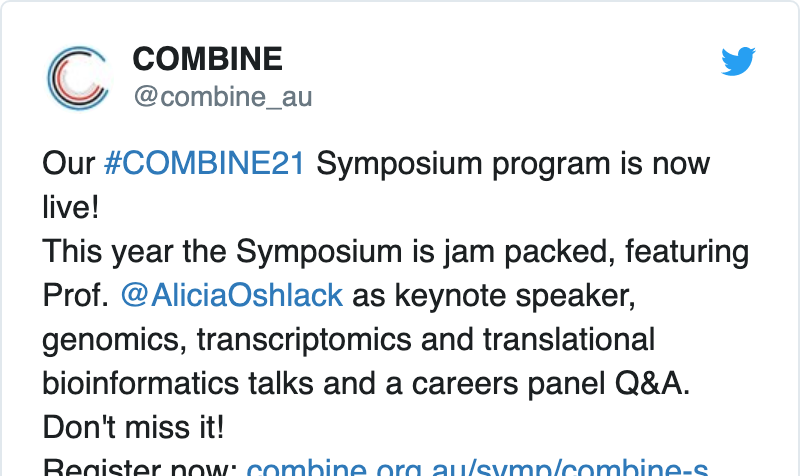 COMBINE
@combine_au
Our #COMBINE21 Symposium program is now
live!
This year the Symposium is jam packed, featuring
Prof. @AliciaOshlack as keynote speaker,
genomics, transcriptomics and translational
bioinformatics talks and a careers panel Q&A.
Don't miss it!
Register now: combine.org.au/symp/combine-s